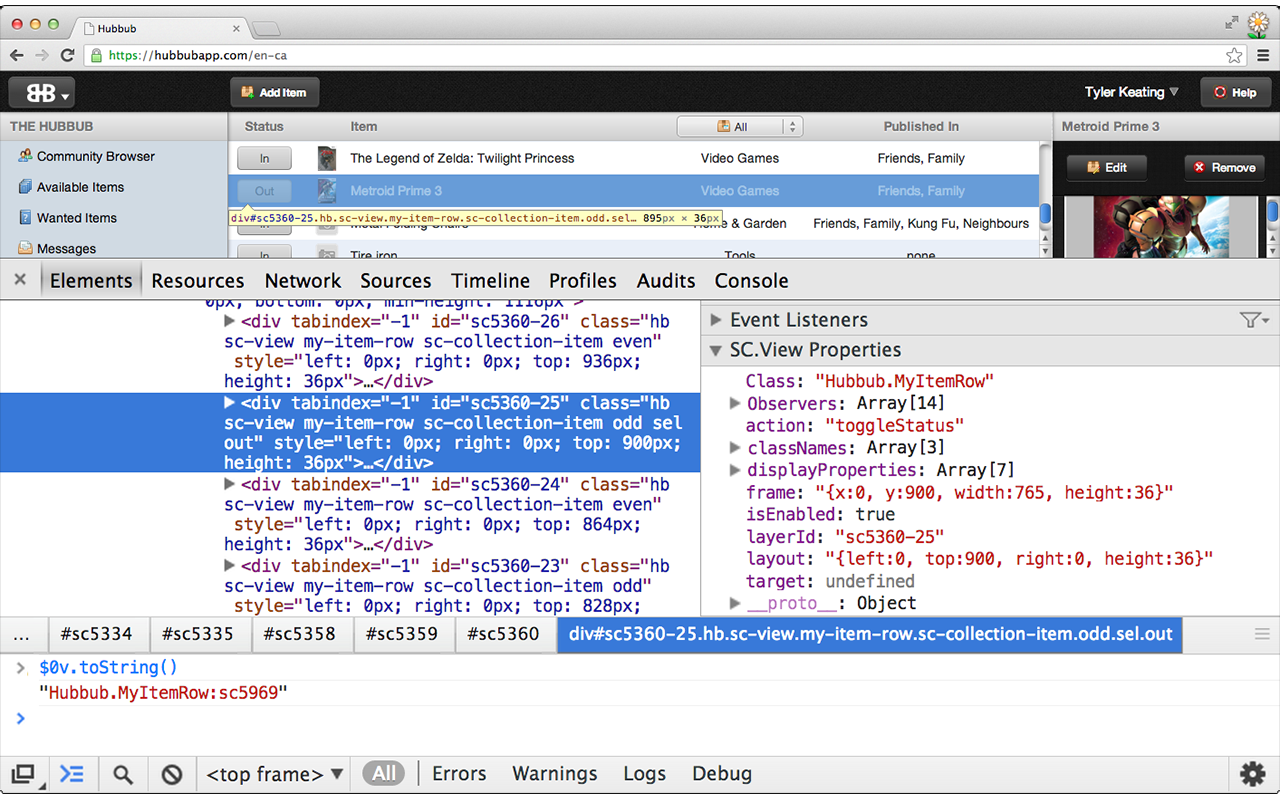 Hubbub
https://hubbubapp.com/en-ca
BB Add Item Tyler Keating Help
THE HUBBUB Status Item All Published In Metroid Prime 3
Community Browser In The Legend of Zelda: Twilight Princess Video Games Friends, Family
Edit Remove
Available Items Out Metroid Prime 3 Video Games Friends, Family
div#sc5360-25.hb.sc-view.my-item-row.sc-collection-item.odd.sel… 895px × 36px
Wanted Items In Metal Folding Chairs & Garden Friends, Family, Kung Fu, Neighbours
Messages In Tire iron Tools none
× Elements Resources Network Sources Timeline Profiles Audits Console
0px; bottom: 0px; min-height: 1116px">
<div tabindex="-1" id="sc5360-26" class="hb
sc-view my-item-row sc-collection-item even"
style="left: 0px; right: 0px; top: 936px;
height: 36px">…</div>
<div tabindex="-1" id="sc5360-25" class="hb
sc-view my-item-row sc-collection-item odd sel
out" style="left: 0px; right: 0px; top: 900px;
height: 36px">…</div>
<div tabindex="-1" id="sc5360-24" class="hb
sc-view my-item-row sc-collection-item even"
style="left: 0px; right: 0px; top: 864px;
height: 36px">…</div>
<div tabindex="-1" id="sc5360-23" class="hb
sc-view my-item-row sc-collection-item odd"
style="left: 0px; right: 0px; top: 828px;
Event Listeners
SC.View Properties
Class: "Hubbub.MyItemRow"
Observers: Array[14]
action: "toggleStatus"
classNames: Array[3]
displayProperties: Array[7]
frame: "{x:0, y:900, width:765, height:36}"
isEnabled: true
layerId: "sc5360-25"
layout: "{left:0, top:900, right:0, height:36}"
target: undefined
__proto__: Object
... #sc5334 #sc5335 #sc5358 #sc5359 #sc5360 div#sc5360-25.hb.sc-view.my-item-row.sc-collection-item.odd.sel.out
> $0v.toString()
"Hubbub.MyItemRow:sc5969"
>
<top frame> All Errors Warnings Logs Debug